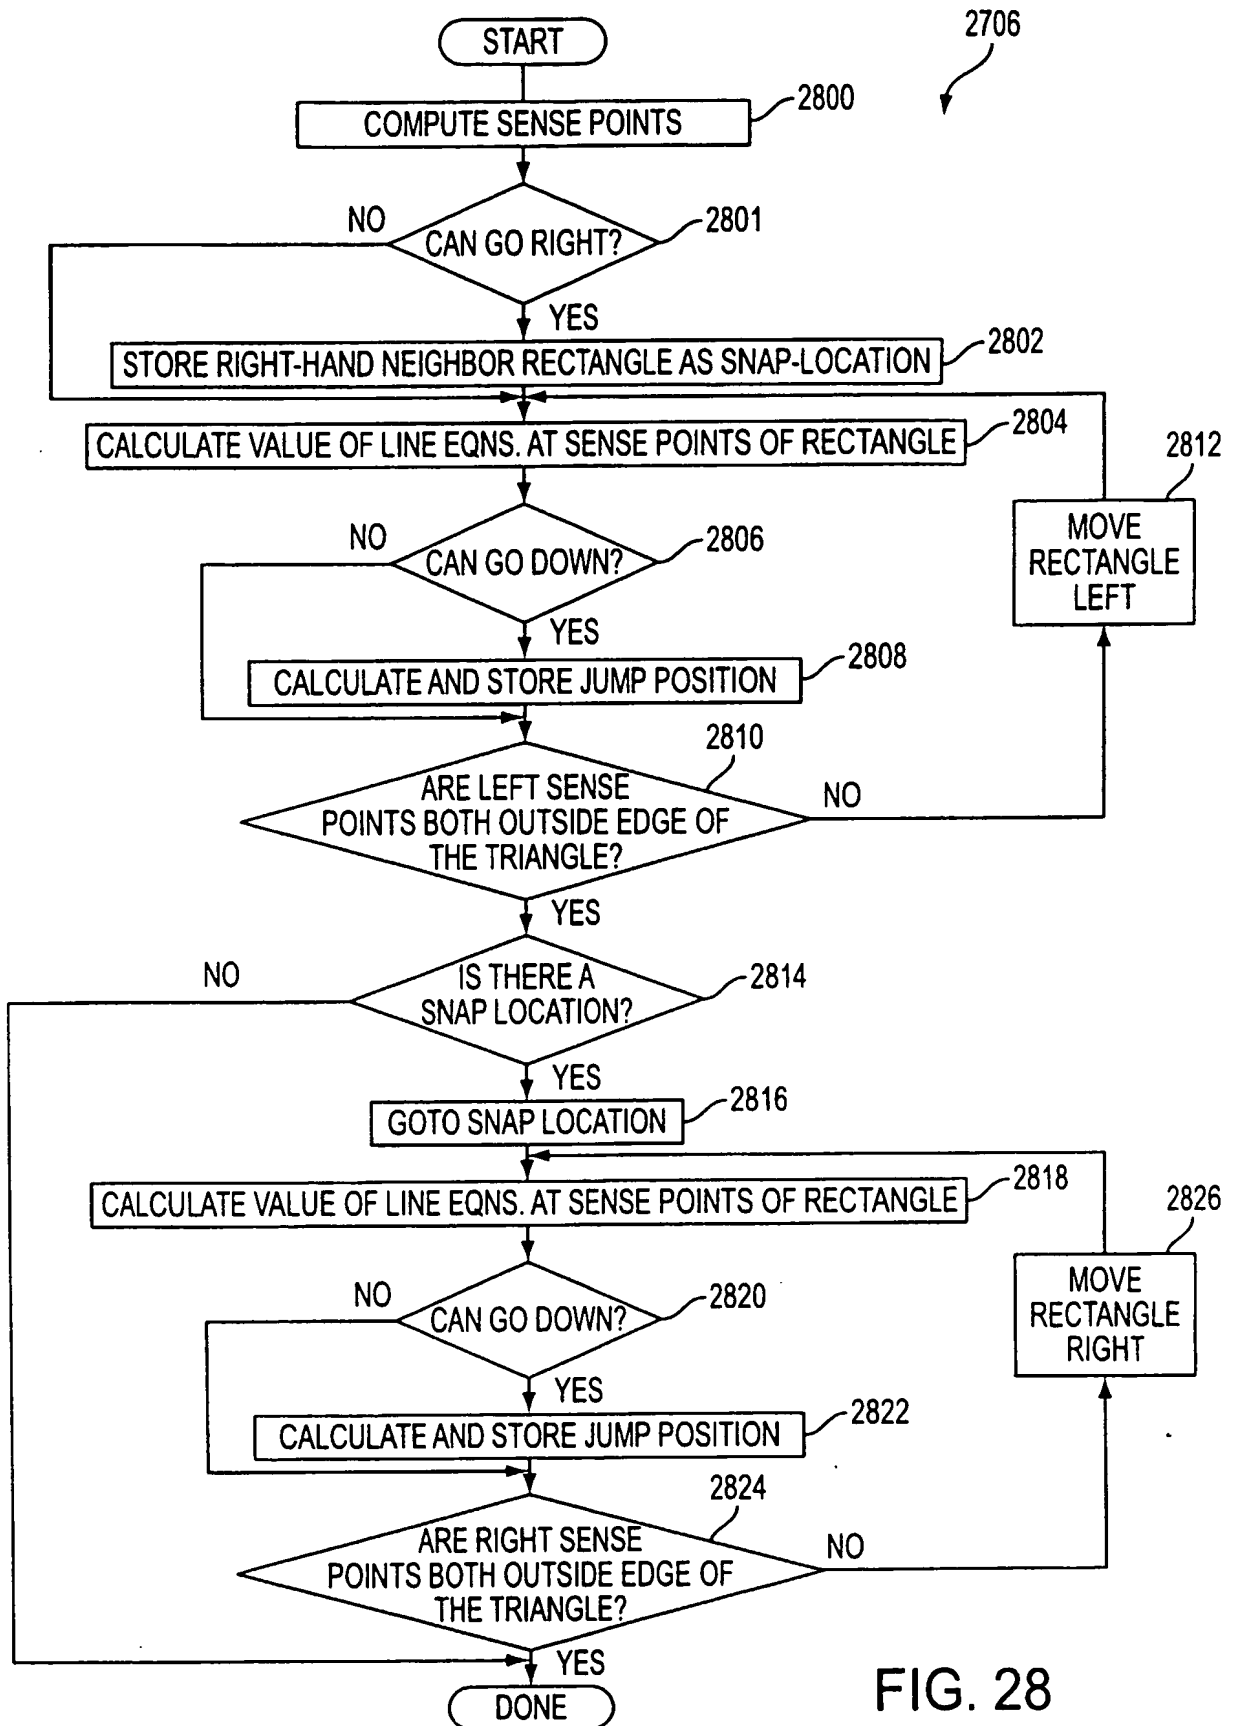 START
2706
COMPUTE SENSE POINTS
2800
CAN GO RIGHT?
2801
NO
YES
STORE RIGHT-HAND NEIGHBOR RECTANGLE AS SNAP-LOCATION
2802
CALCULATE VALUE OF LINE EQNS. AT SENSE POINTS OF RECTANGLE
2804
2812
MOVE
RECTANGLE
LEFT
NO
CAN GO DOWN?
2806
YES
CALCULATE AND STORE JUMP POSITION
2808
2810
ARE LEFT SENSE
POINTS BOTH OUTSIDE EDGE OF
THE TRIANGLE?
NO
YES
NO
IS THERE A
SNAP LOCATION?
2814
YES
GOTO SNAP LOCATION
2816
CALCULATE VALUE OF LINE EQNS. AT SENSE POINTS OF RECTANGLE
2818
2826
MOVE
RECTANGLE
RIGHT
NO
CAN GO DOWN?
2820
YES
CALCULATE AND STORE JUMP POSITION
2822
2824
ARE RIGHT SENSE
POINTS BOTH OUTSIDE EDGE OF
THE TRIANGLE?
NO
YES
DONE
FIG. 28